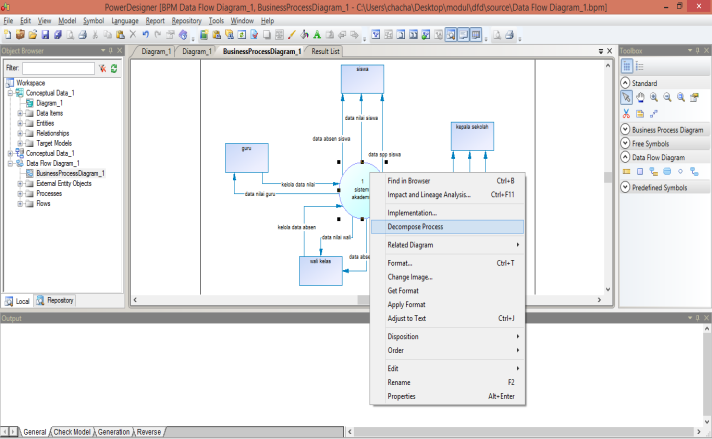 PowerDesigner [BPM Data Flow Diagram_1, BusinessProcessDiagram_1 - C:\Users\chacha\Desktop\modul\dfd\source\Data Flow Diagram_1.bpm]
File Edit View Model Symbol Language Report Repository Tools Window Help
Object Browser
Diagram_1 Diagram_1 BusinessProcessDiagram_1 Result List
Toolbox
Filter:
Workspace
Conceptual Data_1
Diagram_1
Data Items
Entities
Relationships
Target Models
Conceptual Data_1
Data Flow Diagram_1
BusinessProcessDiagram_1
External Entity Objects
Processes
Flows
Local Repository
siswa
data nilai siswa
data absen siswa
data spp siswa
guru
kelola data nilai
data nilai guru
1
sistem
akadem
kepala sekolah
kelola data absen
data nilai wali
data abse
wali kelas
Find in Browser Ctrl+B
Impact and Lineage Analysis... Ctrl+F11
Implementation...
Decompose Process
Related Diagram
Format... Ctrl+T
Change Image...
Get Format
Apply Format
Adjust to Text Ctrl+J
Disposition
Order
Edit
Rename F2
Properties Alt+Enter
Standard
Business Process Diagram
Free Symbols
Data Flow Diagram
Predefined Symbols
Output
General Check Model Generation Reverse